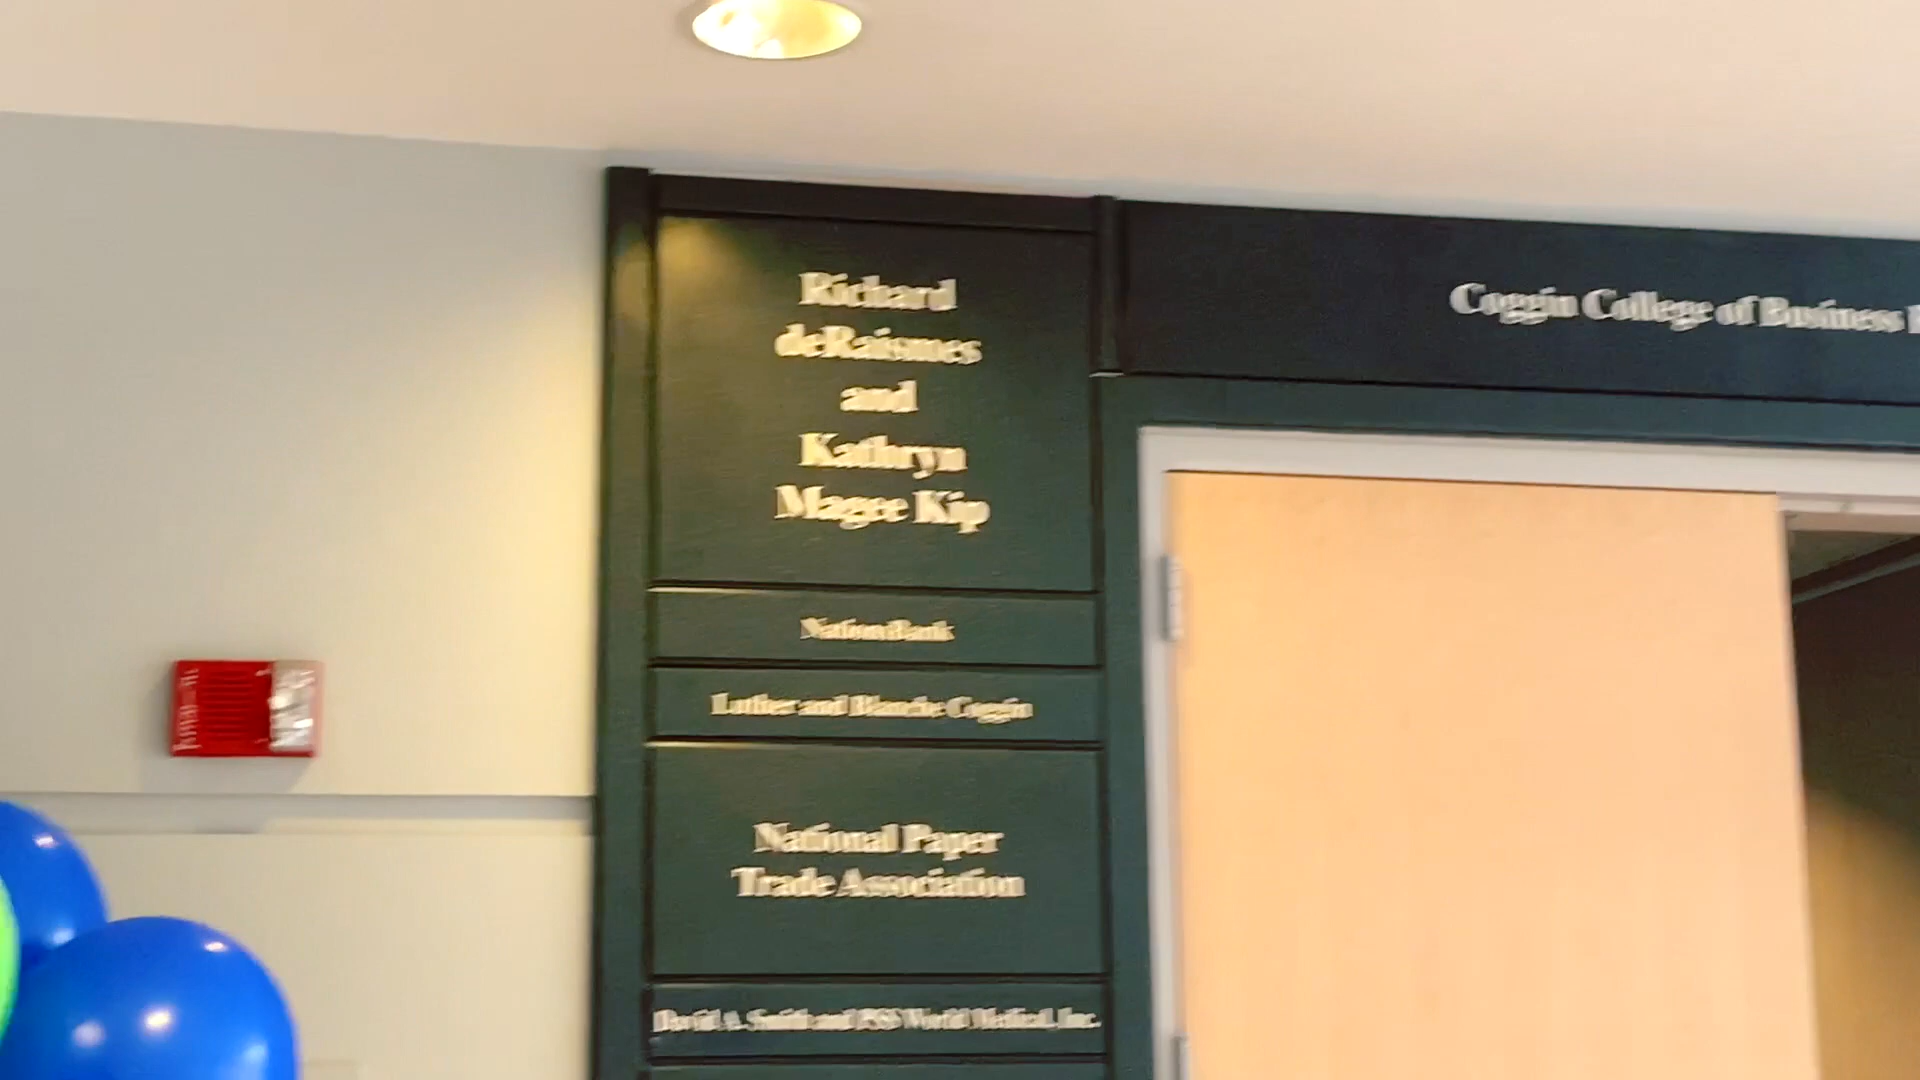 Richard
deRaismes
and
Kathryn
Magee Kip
NationsBank
Luther and Blanche Coggin
National Paper
Trade Association
David A. Smith and PSS World Medical, Inc.
Coggin College of Business